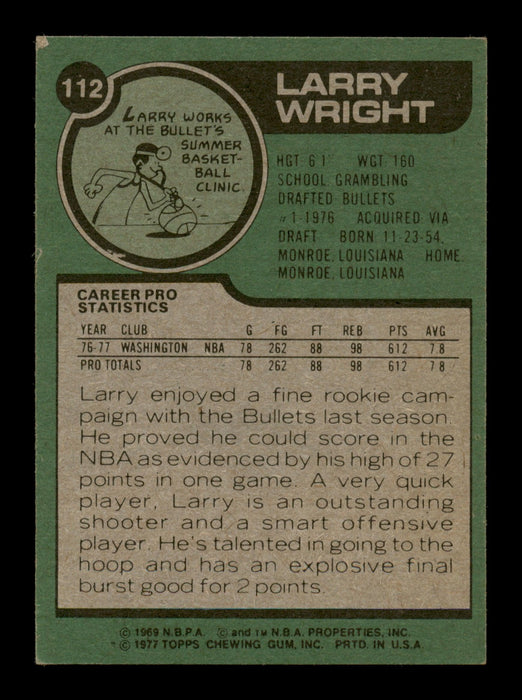 112
LARRY
WRIGHT
LARRY WORKS
AT THE BULLET'S
SUMMER
BASKET-
BALL
CLINIC.
HGT 6'1" WGT 160
SCHOOL GRAMBLING
DRAFTED BULLETS
#1-1976 ACQUIRED VIA
DRAFT BORN 11-23-54,
MONROE, LOUISIANA HOME
MONROE, LOUISIANA
CAREER PRO
STATISTICS
YEAR CLUB G FG FT REB PTS AVG
76-77 WASHINGTON NBA 78 262 88 98 612 7.8
PRO TOTALS 78 262 88 98 612 7 8
Larry enjoyed a fine rookie cam-
paign with the Bullets last season.
He proved he could score in the
NBA as evidenced by his high of 27
points in one game. A very quick
player, Larry is an outstanding
shooter and a smart offensive
player. He's talented in going to the
hoop and has an explosive final
burst good for 2 points.
© 1969 N.B.P.A. © and TM N.B.A. PROPERTIES, INC.
© 1977 TOPPS CHEWING GUM, INC. PRTD. IN U.S.A.